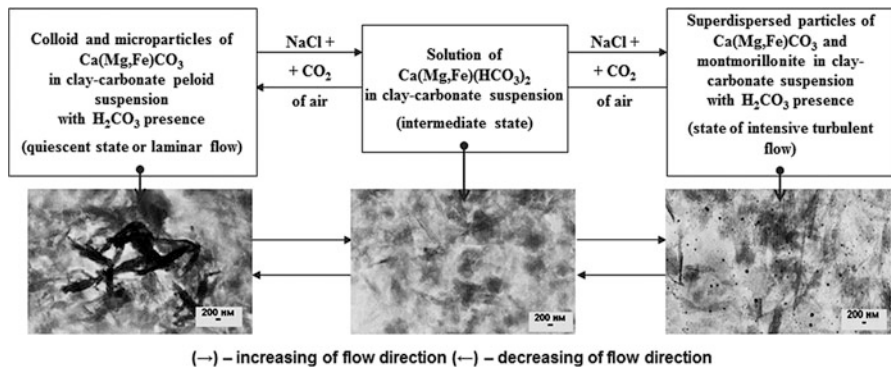 Colloid and microparticles of
Ca(Mg,Fe)CO₃
in clay-carbonate peloid
suspension
with H₂CO₃ presence
(quiescent state or laminar flow)
NaCl +
+ CO₂
of air
Solution of
Ca(Mg,Fe)(HCO₃)₂
in clay-carbonate suspension
(intermediate state)
NaCl +
+ CO₂
of air
Superdispersed particles of
Ca(Mg,Fe)CO₃ and
montmorillonite in clay-
carbonate suspension
with H₂CO₃ presence
(state of intensive turbulent
flow)
200 нм
200 нм
200 нм
(→) – increasing of flow direction (←) – decreasing of flow direction